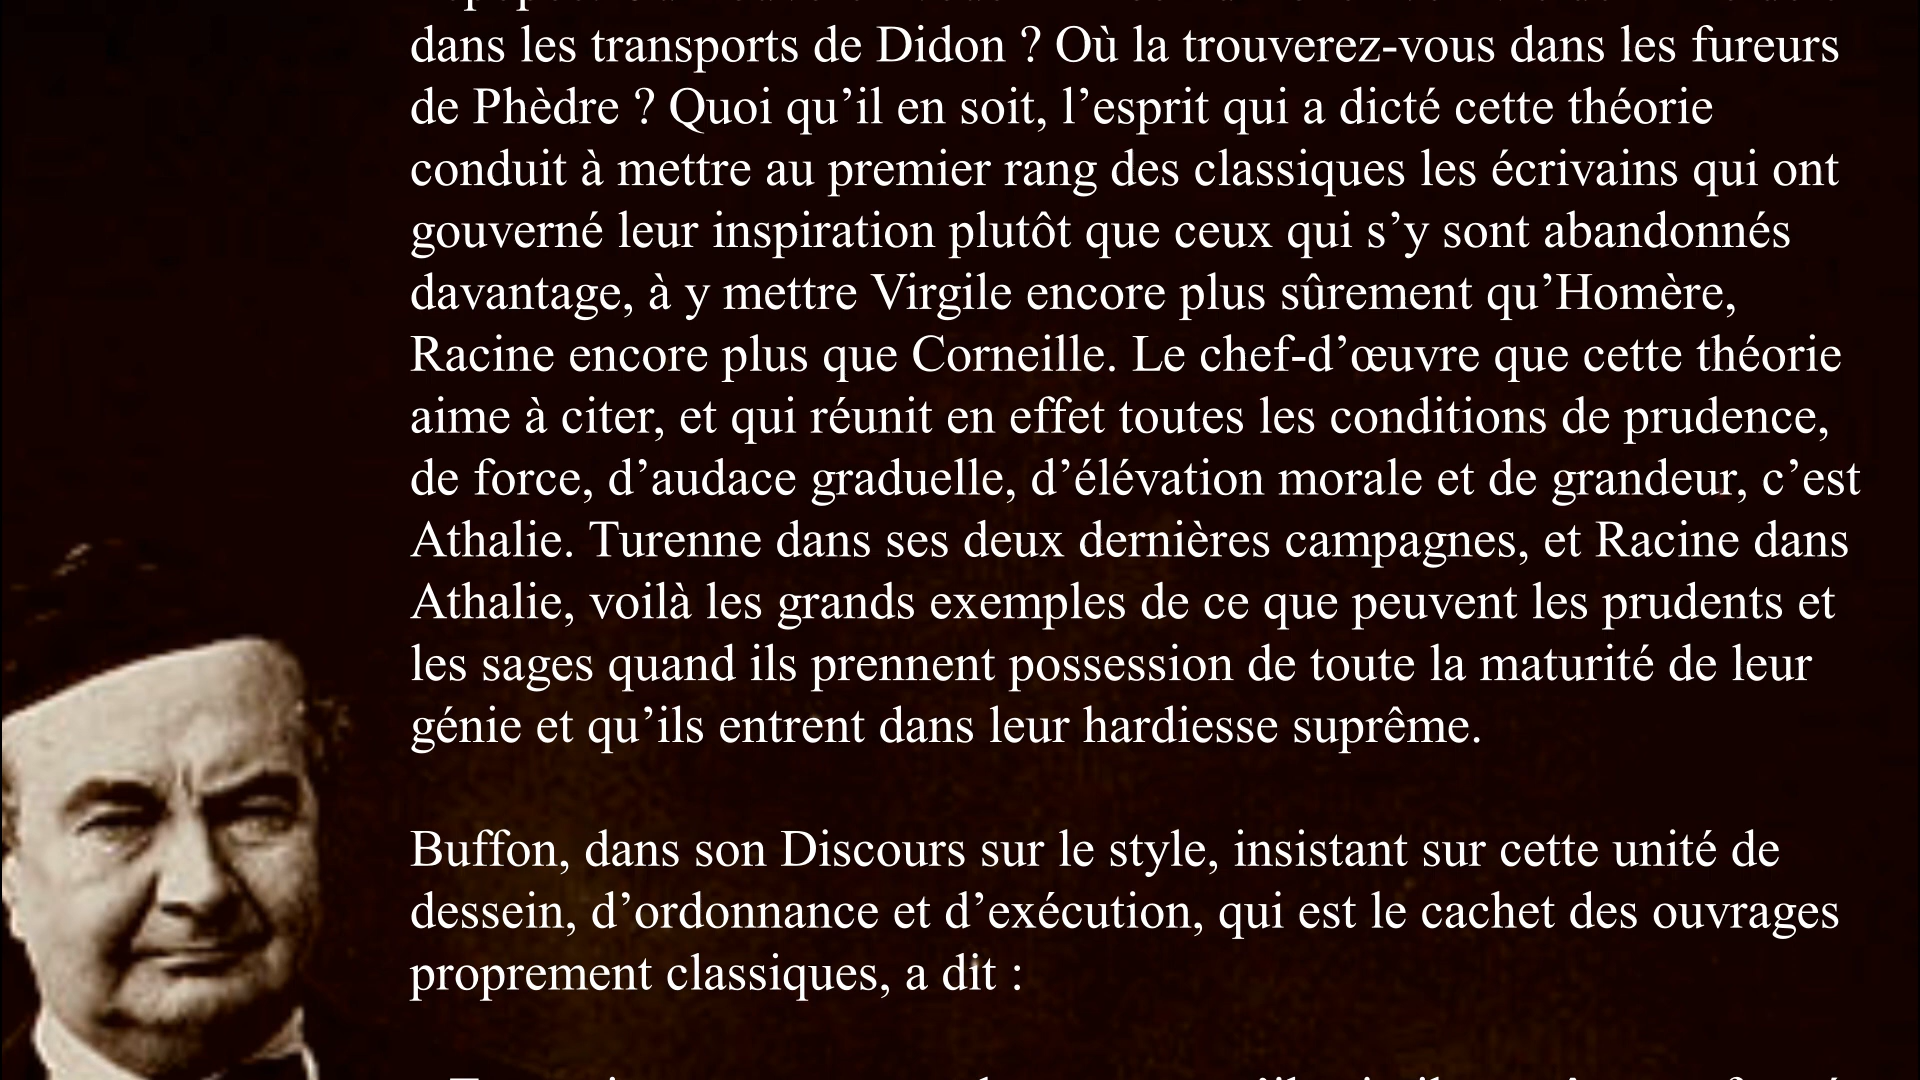 dans les transports de Didon ? Où la trouverez-vous dans les fureurs
de Phèdre ? Quoi qu’il en soit, l’esprit qui a dicté cette théorie
conduit à mettre au premier rang des classiques les écrivains qui ont
gouverné leur inspiration plutôt que ceux qui s’y sont abandonnés
davantage, à y mettre Virgile encore plus sûrement qu’Homère,
Racine encore plus que Corneille. Le chef-d’œuvre que cette théorie
aime à citer, et qui réunit en effet toutes les conditions de prudence,
de force, d’audace graduelle, d’élévation morale et de grandeur, c’est
Athalie. Turenne dans ses deux dernières campagnes, et Racine dans
Athalie, voilà les grands exemples de ce que peuvent les prudents et
les sages quand ils prennent possession de toute la maturité de leur
génie et qu’ils entrent dans leur hardiesse suprême.
Buffon, dans son Discours sur le style, insistant sur cette unité de
dessein, d’ordonnance et d’exécution, qui est le cachet des ouvrages
proprement classiques, a dit :